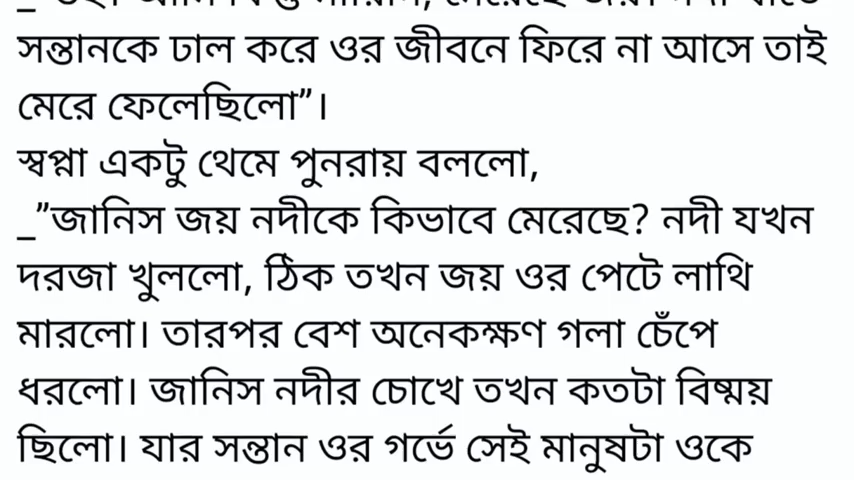 সন্তানকে ঢাল করে ওর জীবনে ফিরে না আসে তাই
মেরে ফেলেছিলো”।
স্বপ্না একটু থেমে পুনরায় বললো,
_”জানিস জয় নদীকে কিভাবে মেরেছে? নদী যখন
দরজা খুললো, ঠিক তখন জয় ওর পেটে লাথি
মারলো। তারপর বেশ অনেকক্ষণ গলা চেঁপে
ধরলো। জানিস নদীর চোখে তখন কতটা বিষ্ময়
ছিলো। যার সন্তান ওর গর্ভে সেই মানুষটা ওকে